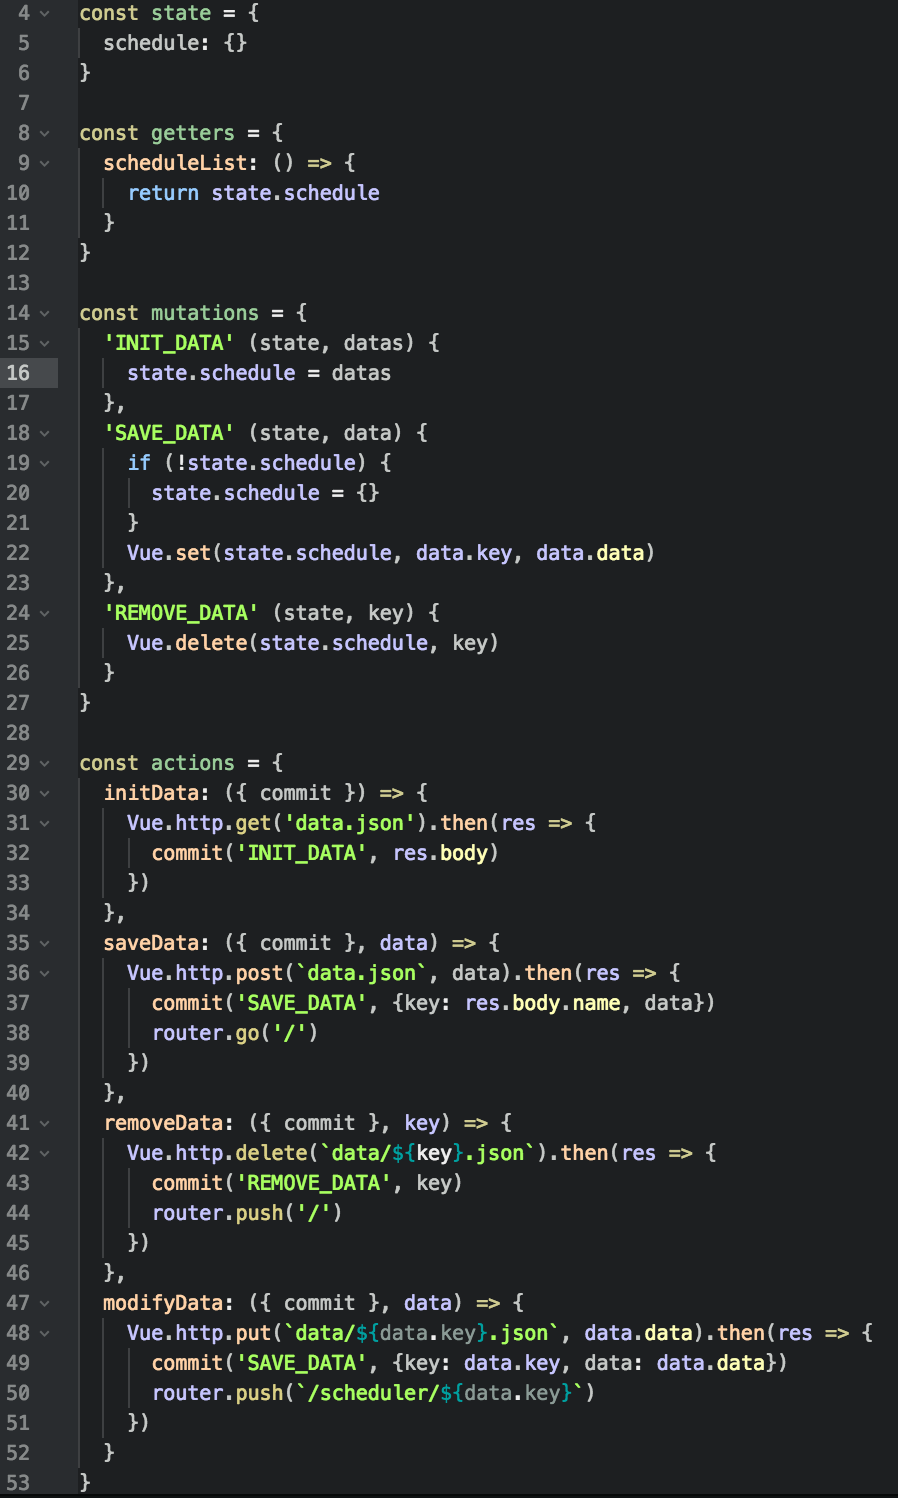 4 const state = {
5 schedule: {}
6 }
7
8 const getters = {
9 scheduleList: () => {
10 return state.schedule
11 }
12 }
13
14 const mutations = {
15 'INIT_DATA' (state, datas) {
16 state.schedule = datas
17 },
18 'SAVE_DATA' (state, data) {
19 if (!state.schedule) {
20 state.schedule = {}
21 }
22 Vue.set(state.schedule, data.key, data.data)
23 },
24 'REMOVE_DATA' (state, key) {
25 Vue.delete(state.schedule, key)
26 }
27 }
28
29 const actions = {
30 initData: ({ commit }) => {
31 Vue.http.get('data.json').then(res => {
32 commit('INIT_DATA', res.body)
33 })
34 },
35 saveData: ({ commit }, data) => {
36 Vue.http.post(`data.json`, data).then(res => {
37 commit('SAVE_DATA', {key: res.body.name, data})
38 router.go('/')
39 })
40 },
41 removeData: ({ commit }, key) => {
42 Vue.http.delete(`data/${key}.json`).then(res => {
43 commit('REMOVE_DATA', key)
44 router.push('/')
45 })
46 },
47 modifyData: ({ commit }, data) => {
48 Vue.http.put(`data/${data.key}.json`, data.data).then(res => {
49 commit('SAVE_DATA', {key: data.key, data: data.data})
50 router.push(`/scheduler/${data.key}`)
51 })
52 }
53 }